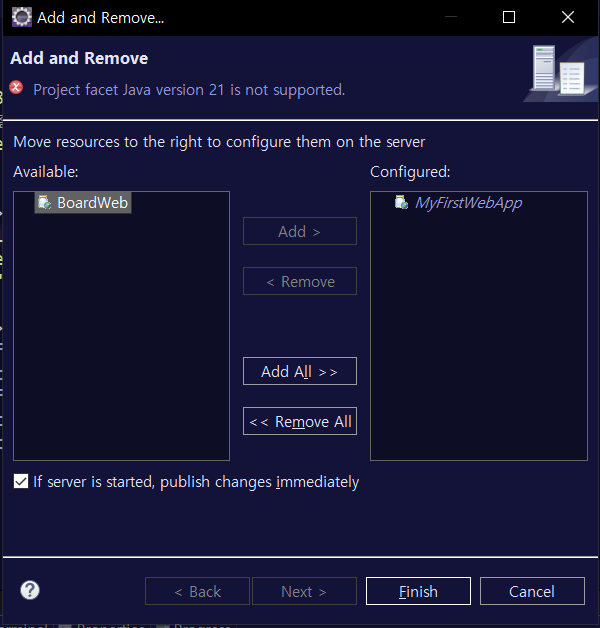 Add and Remove...
Add and Remove
Project facet Java version 21 is not supported.
Move resources to the right to configure them on the server
Available:
Configured:
BoardWeb
MyFirstWebApp
Add >
< Remove
Add All >>
<< Remove All
If server is started, publish changes immediately
< Back
Next >
Finish
Cancel